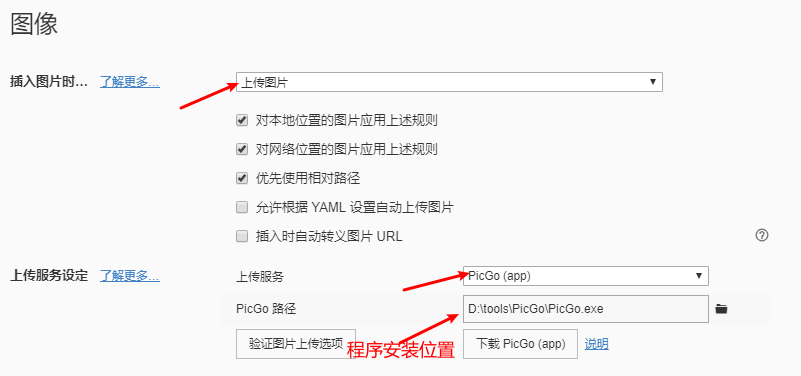 图像
插入图片时... 了解更多... 上传图片
对本地位置的图片应用上述规则
对网络位置的图片应用上述规则
优先使用相对路径
允许根据 YAML 设置自动上传图片
插入时自动转义图片 URL
上传服务设定 了解更多... 上传服务 PicGo (app)
PicGo 路径 D:\tools\PicGo\PicGo.exe
验证图片上传选项 程序安装位置 下载 PicGo (app) 说明